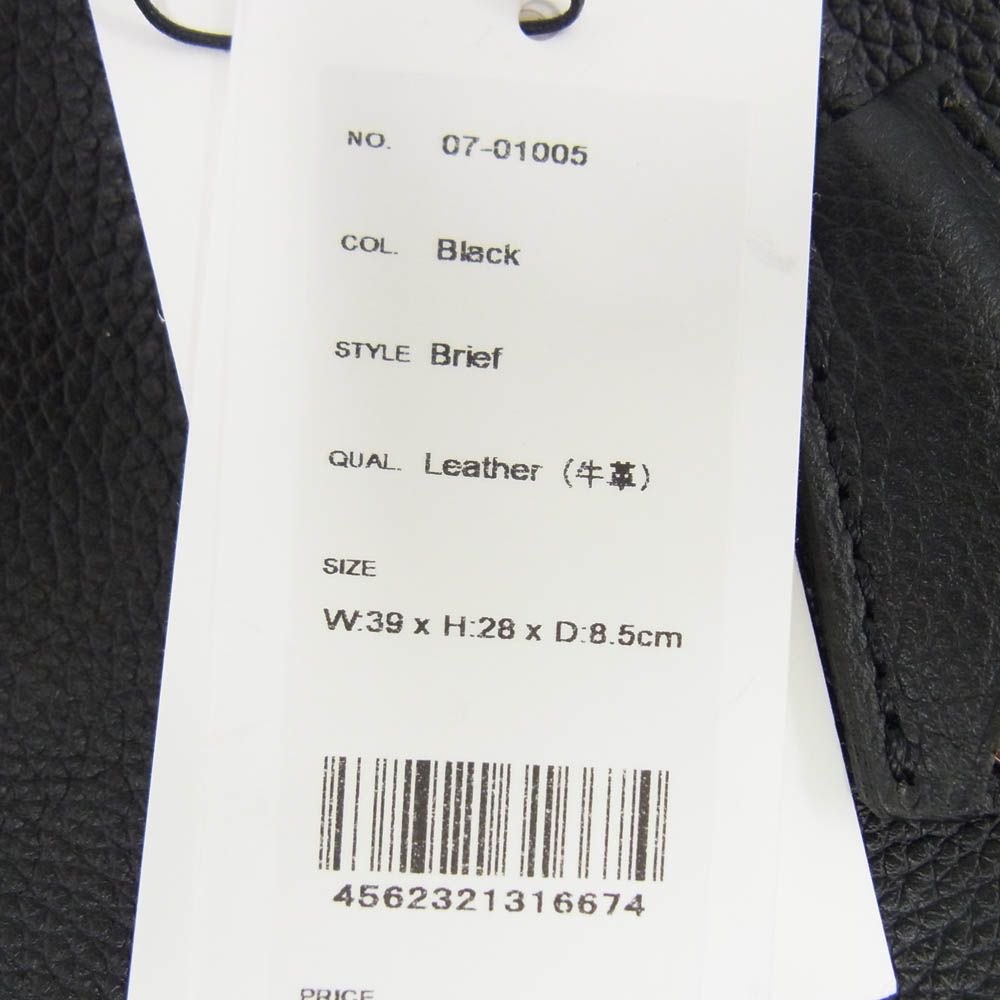 NO. 07-01005
COL. Black
STYLE Brief
QUAL. Leather (牛革)
SIZE
W:39 x H:28 x D:8.5cm
4562321316674
PRICE